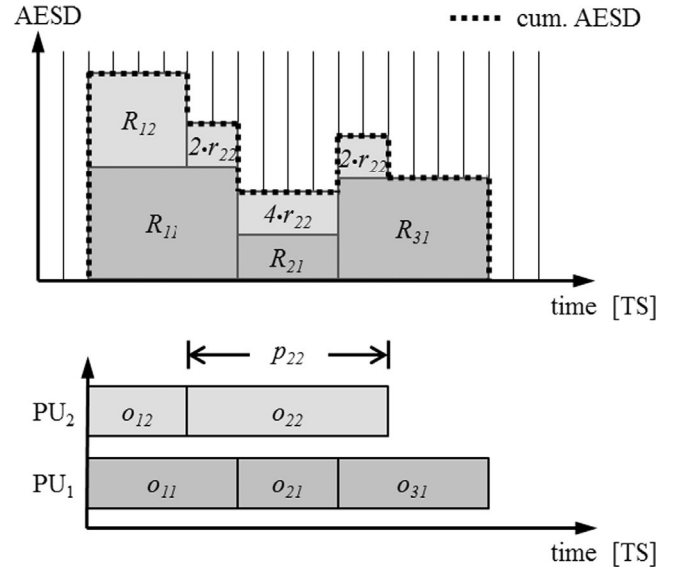 AESD
cum. AESD
R12
2·r22
2·r22
R11
4·r22
R21
R31
time [TS]
p22
PU2
o12
o22
PU1
o11
o21
o31
time [TS]